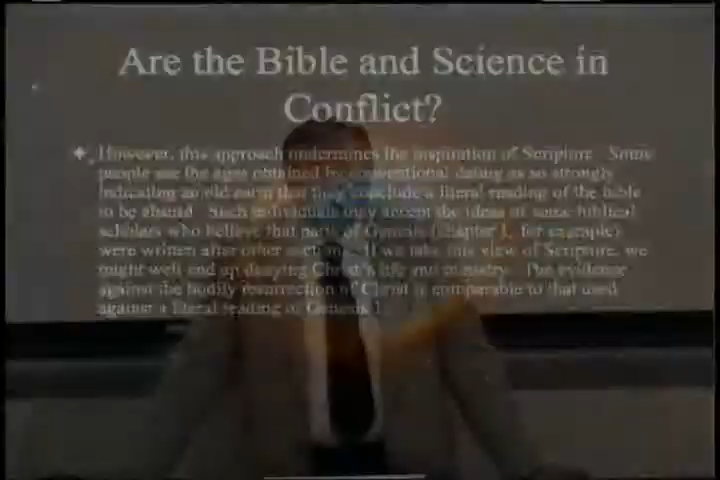 Are the Bible and Science in
Conflict?
However, this approach undermines the inspiration of Scripture. Some
people see the ages obtained by conventional dating as so strongly
indicating an old earth that they conclude a literal reading of the bible
to be absurd. Such individuals may accept the ideas of some biblical
scholars who believe that parts of Genesis (chapter 1, for example)
were written after other sections. If we take this view of Scripture, we
might well end up denying Christ's life and ministry. The evidence
against the bodily resurrection of Christ is comparable to that used
against a literal reading of Genesis 1.